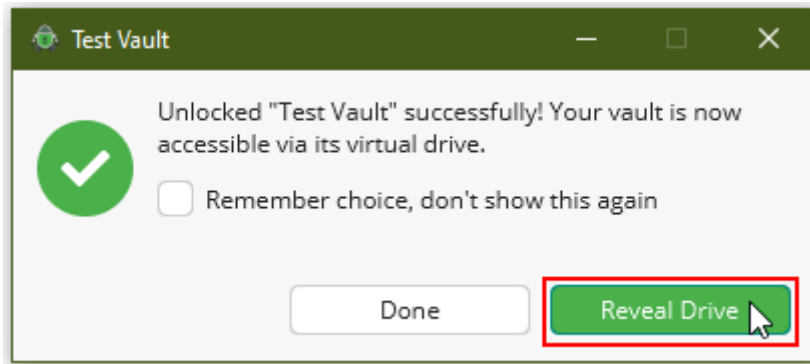 Test Vault
Unlocked "Test Vault" successfully! Your vault is now
accessible via its virtual drive.
Remember choice, don't show this again
Done
Reveal Drive